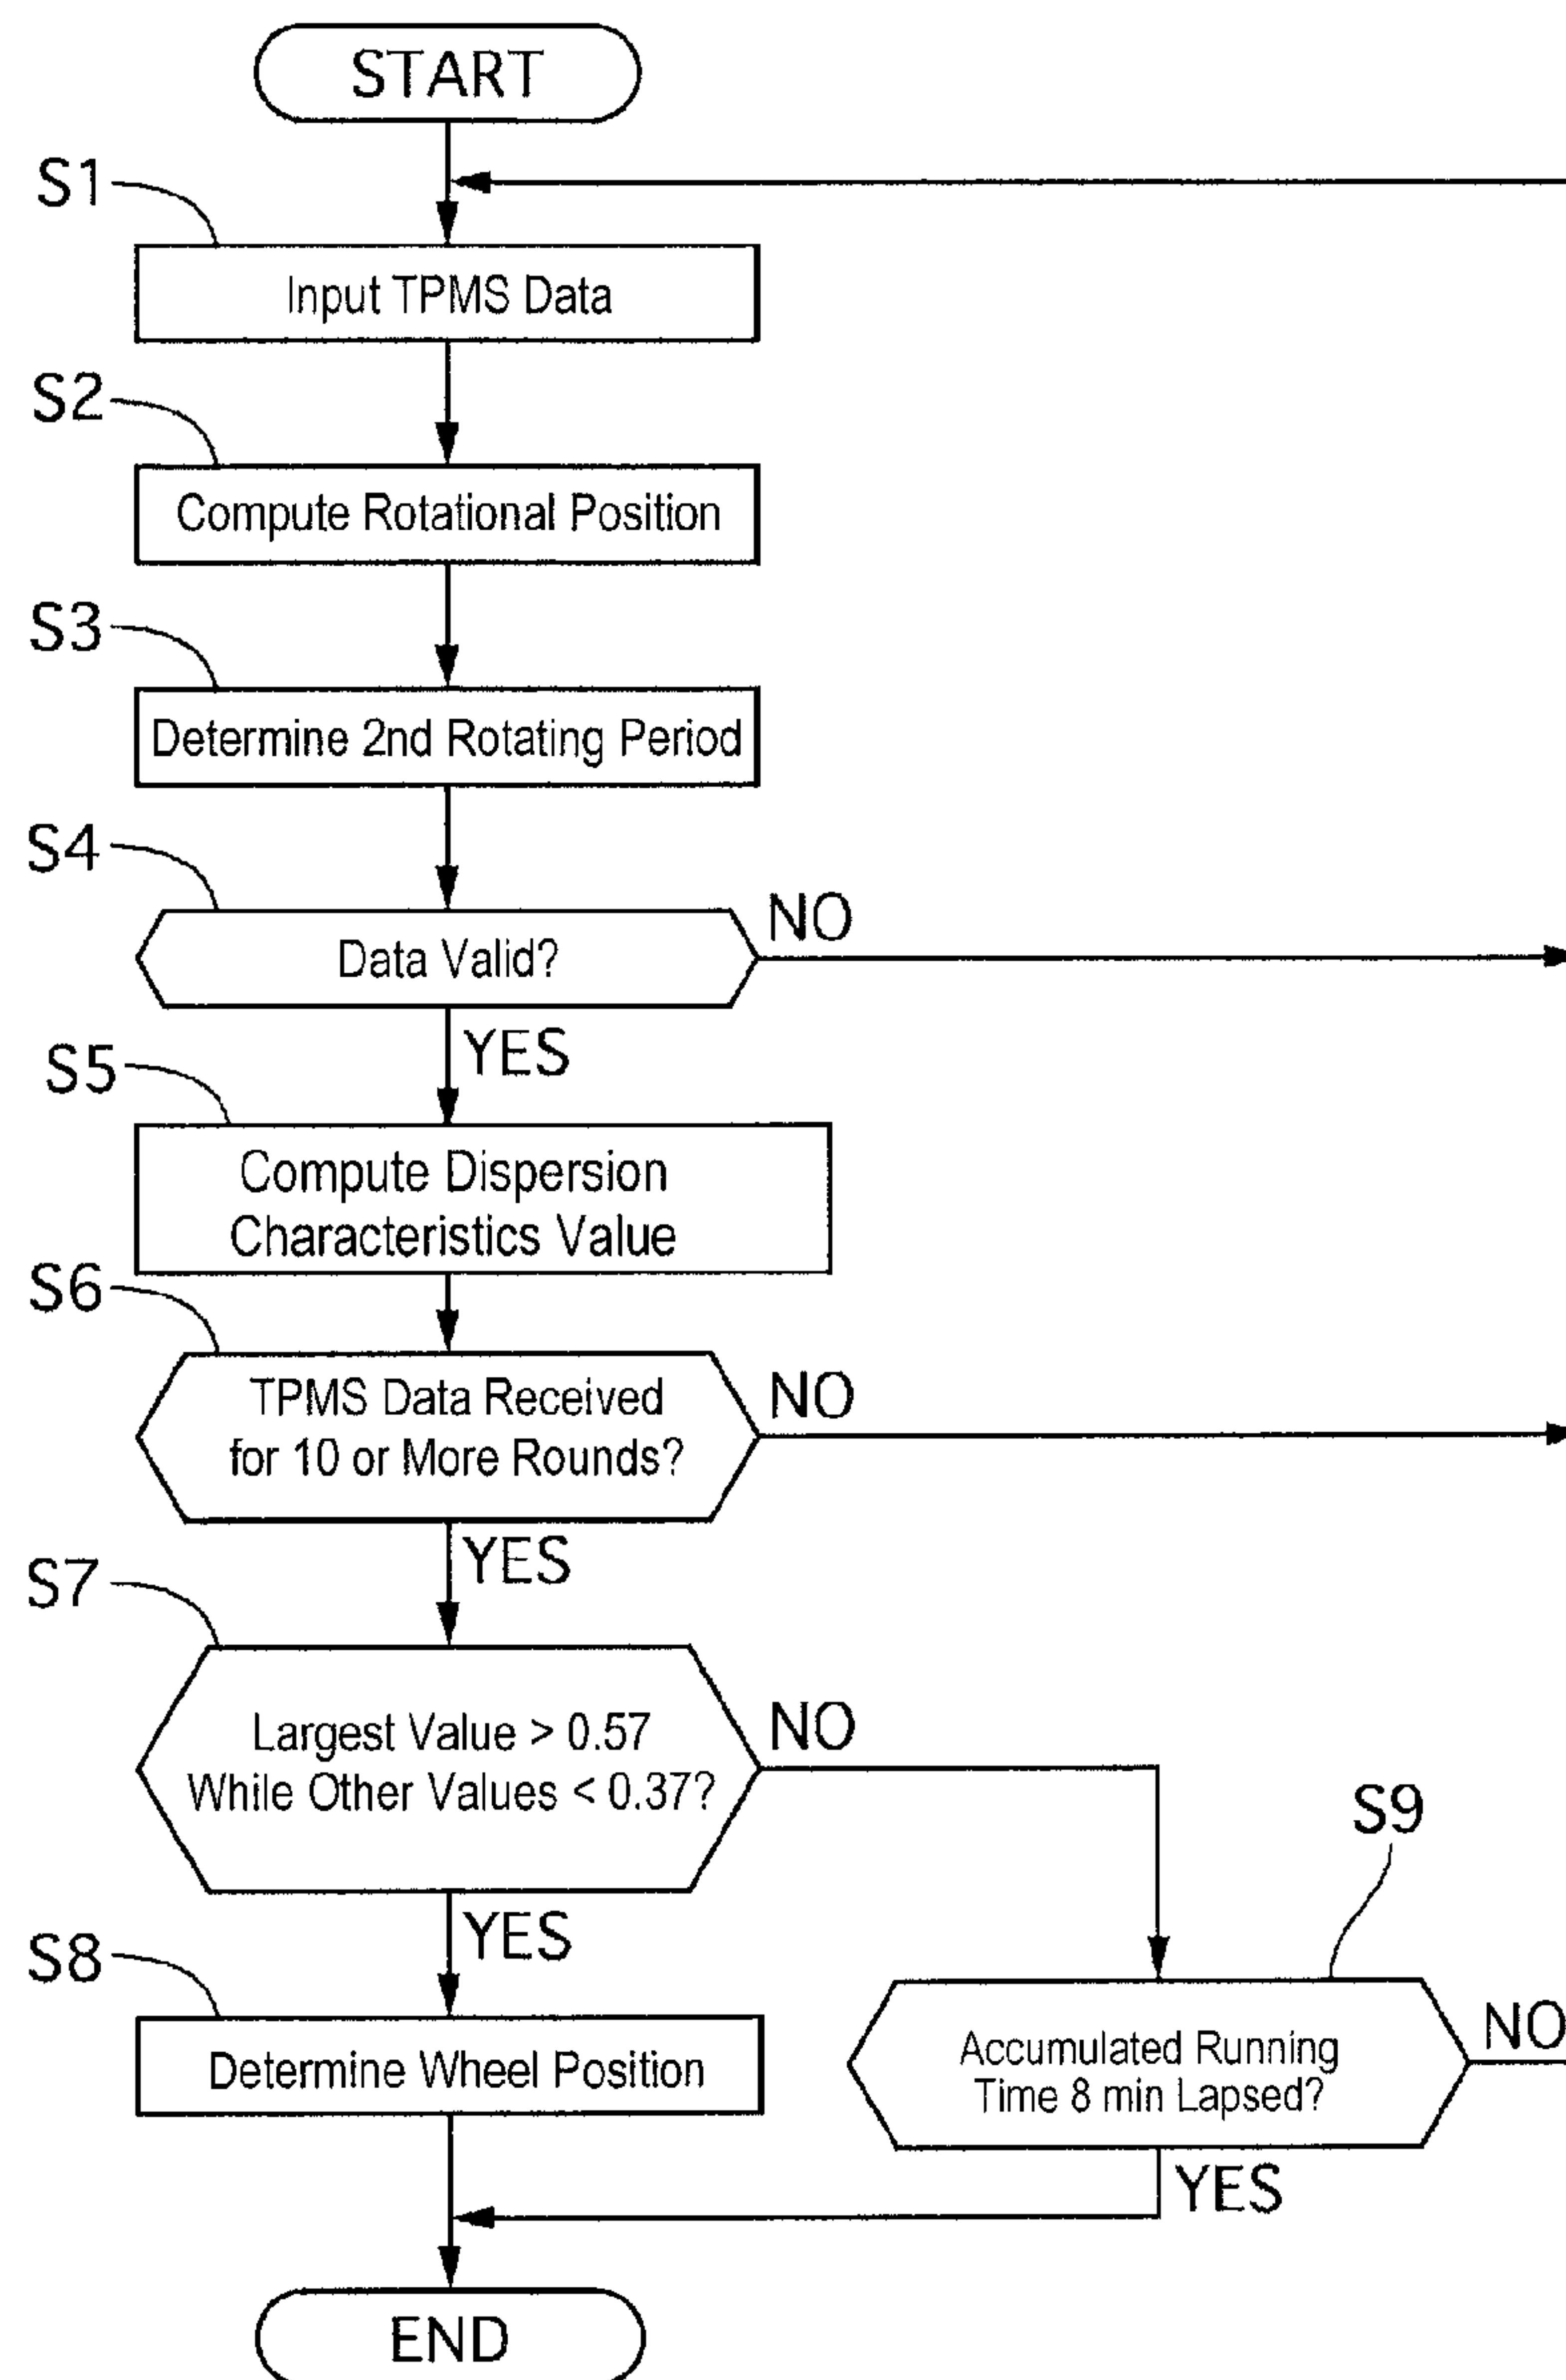 START
S1
Input TPMS Data
S2
Compute Rotational Position
S3
Determine 2nd Rotating Period
S4
Data Valid?
NO
YES
S5
Compute Dispersion
Characteristics Value
S6
TPMS Data Received
for 10 or More Rounds?
NO
YES
S7
Largest Value > 0.57
While Other Values < 0.37?
NO
YES
S8
Determine Wheel Position
S9
Accumulated Running
Time 8 min Lapsed?
NO
YES
END